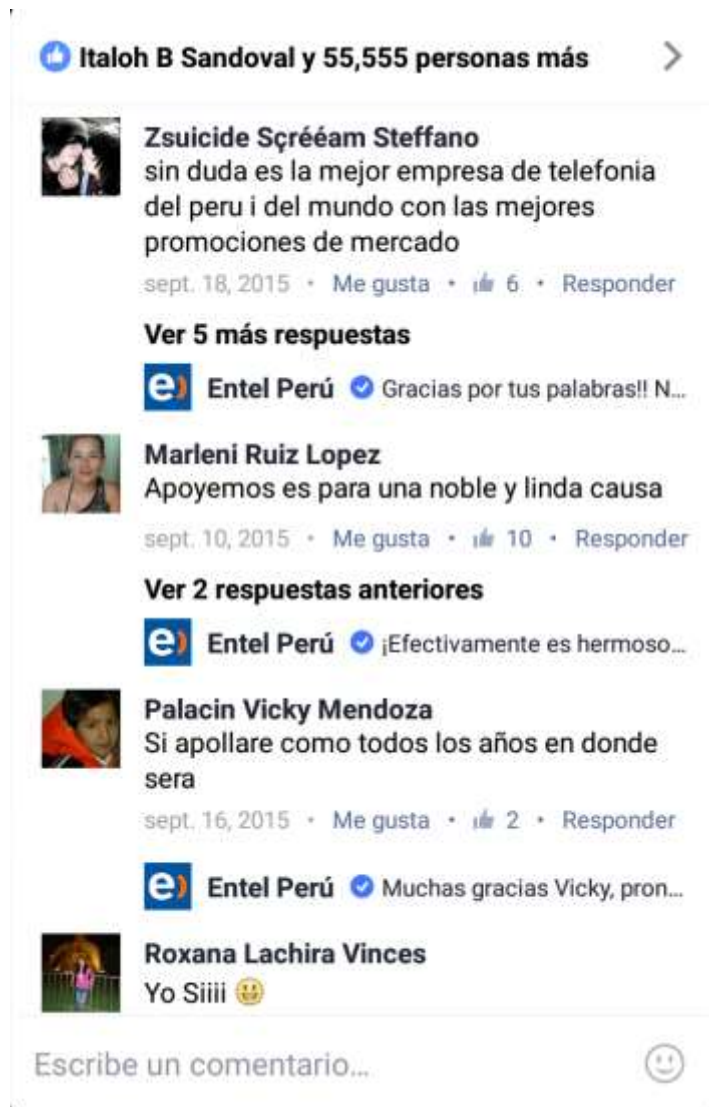 Italoh B Sandoval y 55,555 personas más
Zsuicide Sçrééam Steffano
sin duda es la mejor empresa de telefonia
del peru i del mundo con las mejores
promociones de mercado
sept. 18, 2015 • Me gusta • 6 • Responder
Ver 5 más respuestas
e) Entel Perú Gracias por tus palabras!! N...
Marleni Ruiz Lopez
Apoyemos es para una noble y linda causa
sept. 10, 2015 • Me gusta • 10 • Responder
Ver 2 respuestas anteriores
e) Entel Perú ¡Efectivamente es hermoso...
Palacin Vicky Mendoza
Si apollare como todos los años en donde
sera
sept. 16, 2015 • Me gusta • 2 • Responder
e) Entel Perú Muchas gracias Vicky, pron...
Roxana Lachira Vinces
Yo Siiii 😀
Escribe un comentario...